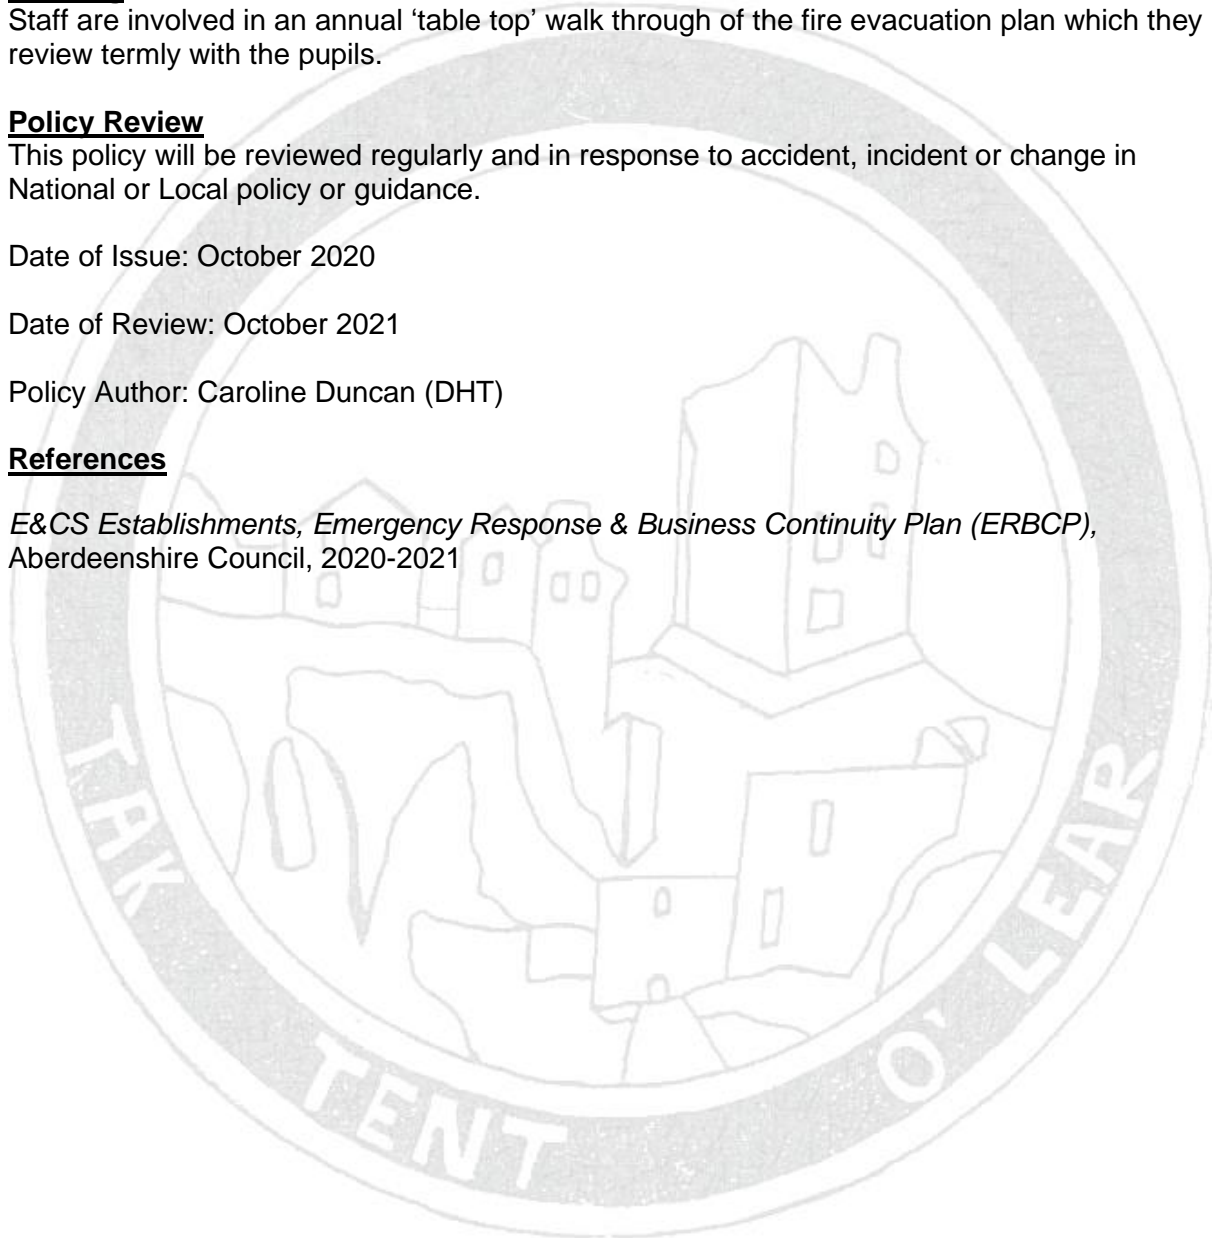 Staff are involved in an annual ‘table top’ walk through of the fire evacuation plan which they
review termly with the pupils.
Policy Review
This policy will be reviewed regularly and in response to accident, incident or change in
National or Local policy or guidance.
Date of Issue: October 2020
Date of Review: October 2021
Policy Author: Caroline Duncan (DHT)
References
E&CS Establishments, Emergency Response & Business Continuity Plan (ERBCP),
Aberdeenshire Council, 2020-2021
TAK TENT O' LEAR